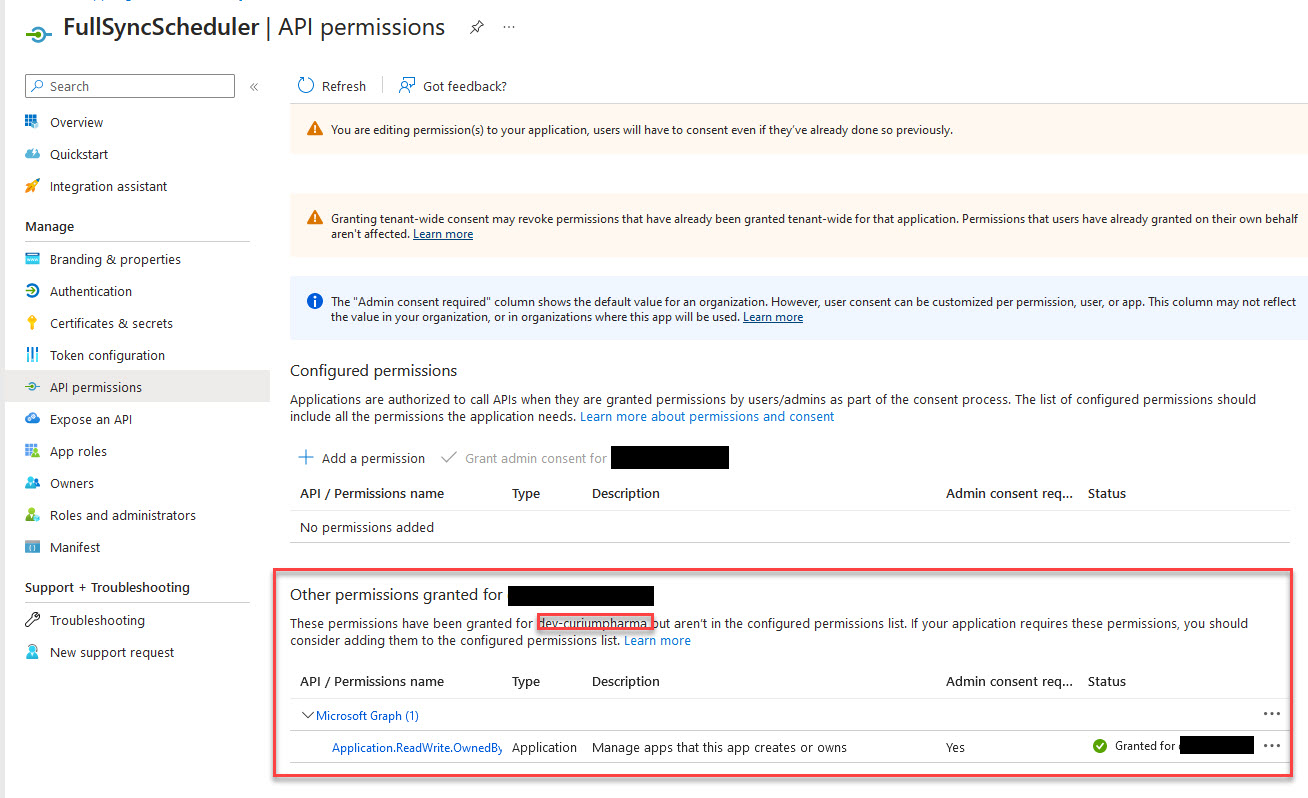 FullSyncScheduler | API permissions
Search
Refresh
Got feedback?
Overview
Quickstart
Integration assistant
Manage
Branding & properties
Authentication
Certificates & secrets
Token configuration
API permissions
Expose an API
App roles
Owners
Roles and administrators
Manifest
Support + Troubleshooting
Troubleshooting
New support request
You are editing permission(s) to your application, users will have to consent even if they've already done so previously.
Granting tenant-wide consent may revoke permissions that have already been granted tenant-wide for that application. Permissions that users have already granted on their own behalf
aren't affected. Learn more
The "Admin consent required" column shows the default value for an organization. However, user consent can be customized per permission, user, or app. This column may not reflect
the value in your organization, or in organizations where this app will be used. Learn more
Configured permissions
Applications are authorized to call APIs when they are granted permissions by users/admins as part of the consent process. The list of configured permissions should
include all the permissions the application needs. Learn more about permissions and consent
Add a permission Grant admin consent for
API / Permissions name Type Description Admin consent req... Status
No permissions added
Other permissions granted for
These permissions have been granted for dev-curiumpharma but aren't in the configured permissions list. If your application requires these permissions, you should
consider adding them to the configured permissions list. Learn more
API / Permissions name Type Description Admin consent req... Status
Microsoft Graph (1)
Application.ReadWrite.OwnedBy Application Manage apps that this app creates or owns Yes Granted for